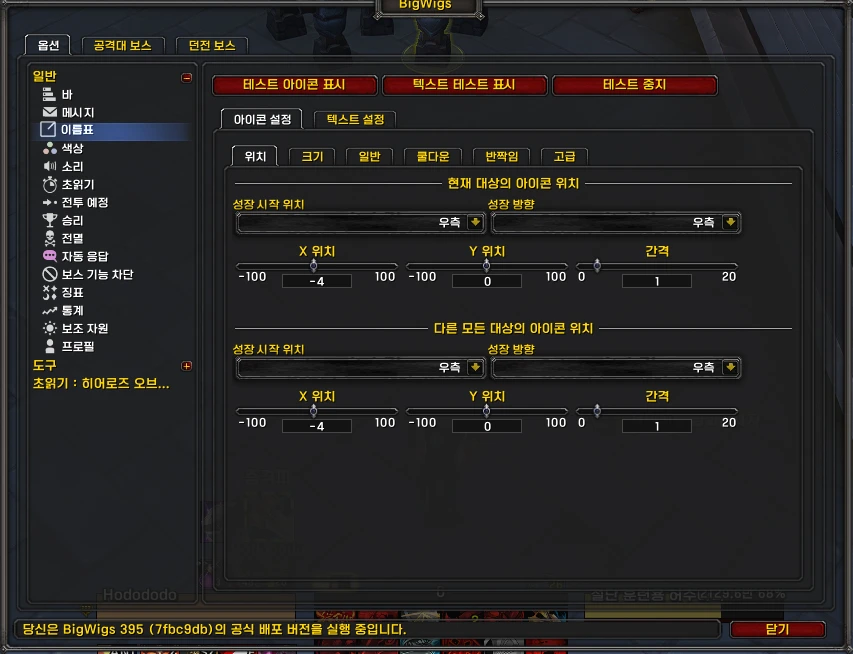 BigWigs
옵션 공격대 보스 던전 보스
일반
바
메시지
이름표
색상
소리
초읽기
전투 예정
승리
전멸
자동 응답
보스 기능 차단
징표
통계
보조 자원
프로필
도구
초읽기 : 히어로즈 오브...
테스트 아이콘 표시 텍스트 테스트 표시 테스트 중지
아이콘 설정 텍스트 설정
위치 크기 일반 쿨다운 반짝임 고급
현재 대상의 아이콘 위치
성장 시작 위치 성장 방향
우측 우측
X 위치 Y 위치 간격
-100 -4 100 -100 0 100 0 1 20
다른 모든 대상의 아이콘 위치
성장 시작 위치 성장 방향
우측 우측
X 위치 Y 위치 간격
-100 -4 100 -100 0 100 0 1 20
Hodododo
당신은 BigWigs 395 (7fbc9db)의 공식 배포 버전을 실행 중입니다.
닫기